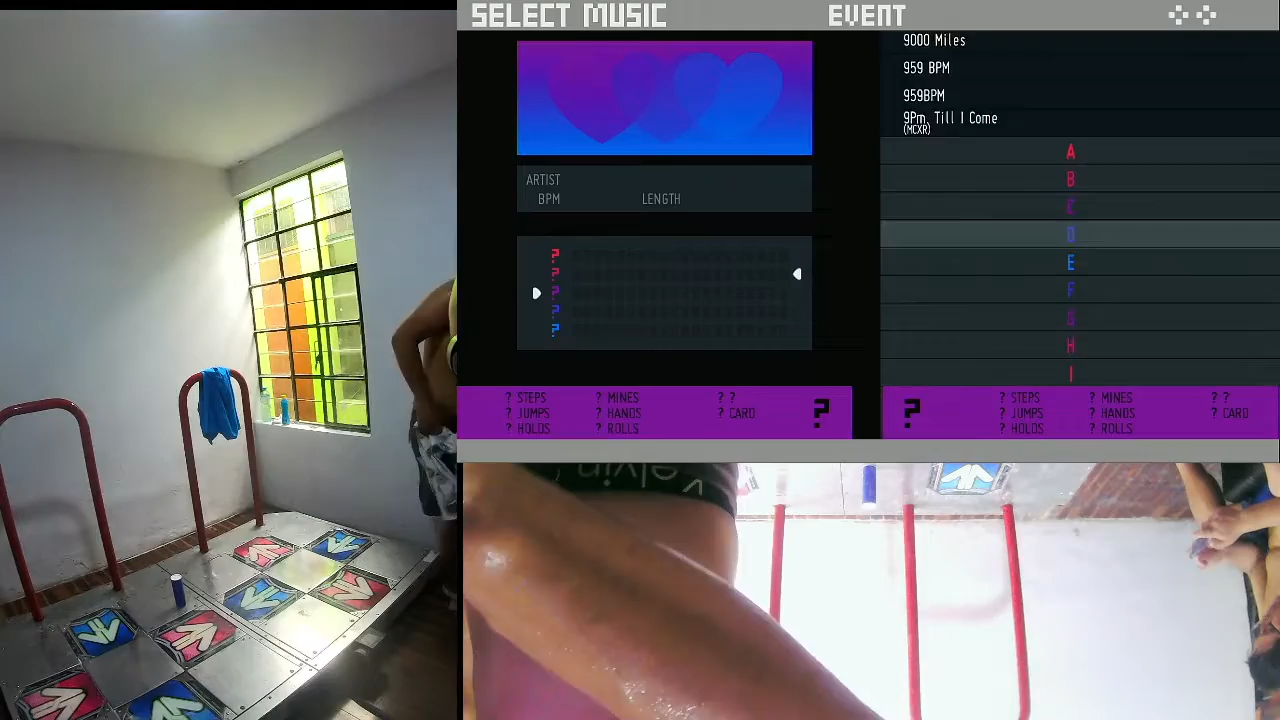 SELECT MUSIC
EVENT
9000 Miles
959 BPM
959BPM
9Pm, Till I Come
(MCXR)
A
B
C
D
E
F
G
H
I
ARTIST
BPM LENGTH
?
?
?
?
?
? STEPS ? MINES ? ?
? JUMPS ? HANDS ? CARD
? HOLDS ? ROLLS
?
?
? STEPS ? MINES ? ?
? JUMPS ? HANDS ? CARD
? HOLDS ? ROLLS
elvin